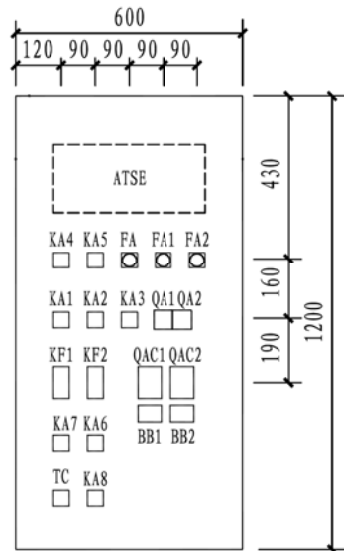 600
120 90 90 90 90
ATSE
430
KA4 KA5 FA FA1 FA2
160
KA1 KA2 KA3 QA1 QA2
190
1200
KF1 KF2 QAC1 QAC2
KA7 KA6 BB1 BB2
TC KA8